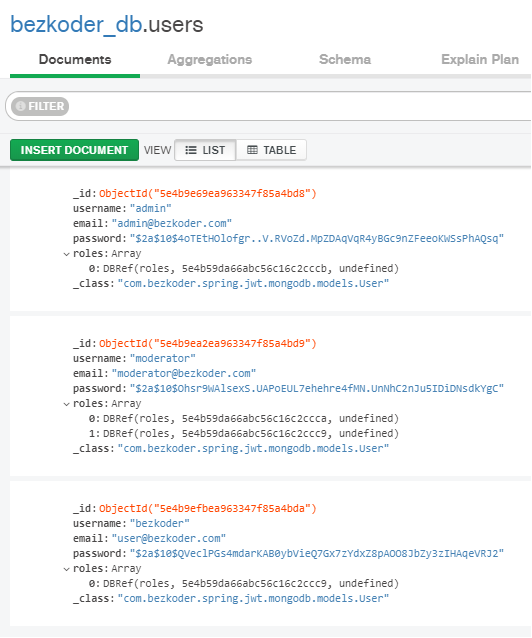 bezkoder_db.users
Documents Aggregations Schema Explain Plan
FILTER
INSERT DOCUMENT VIEW LIST TABLE
_id: ObjectId("5e4b9e69ea963347f85a4bd8")
username: "admin"
email: "admin@bezkoder.com"
password: "$2a$10$4oTEtHOlofgr..V.RVoZd.MpZDAqVqR4yBGc9nZFeeoKWSsPhAQsq"
roles: Array
0: DBRef(roles, 5e4b59da66abc56c16c2cccb, undefined)
_class: "com.bezkoder.spring.jwt.mongodb.models.User"
_id: ObjectId("5e4b9ea2ea963347f85a4bd9")
username: "moderator"
email: "moderator@bezkoder.com"
password: "$2a$10$Ohsr9WAlsexS.UAPoEUL7ehehre4fMN.UnNhC2nJu5IDiDNsdkYgC"
roles: Array
0: DBRef(roles, 5e4b59da66abc56c16c2ccca, undefined)
1: DBRef(roles, 5e4b59da66abc56c16c2ccc9, undefined)
_class: "com.bezkoder.spring.jwt.mongodb.models.User"
_id: ObjectId("5e4b9efbea963347f85a4bda")
username: "bezkoder"
email: "user@bezkoder.com"
password: "$2a$10$QVeclPGs4mdarKAB0ybVieQ7Gx7zYdxZ8pAOO8JbZy3zIHAqeVRJ2"
roles: Array
0: DBRef(roles, 5e4b59da66abc56c16c2ccc9, undefined)
_class: "com.bezkoder.spring.jwt.mongodb.models.User"